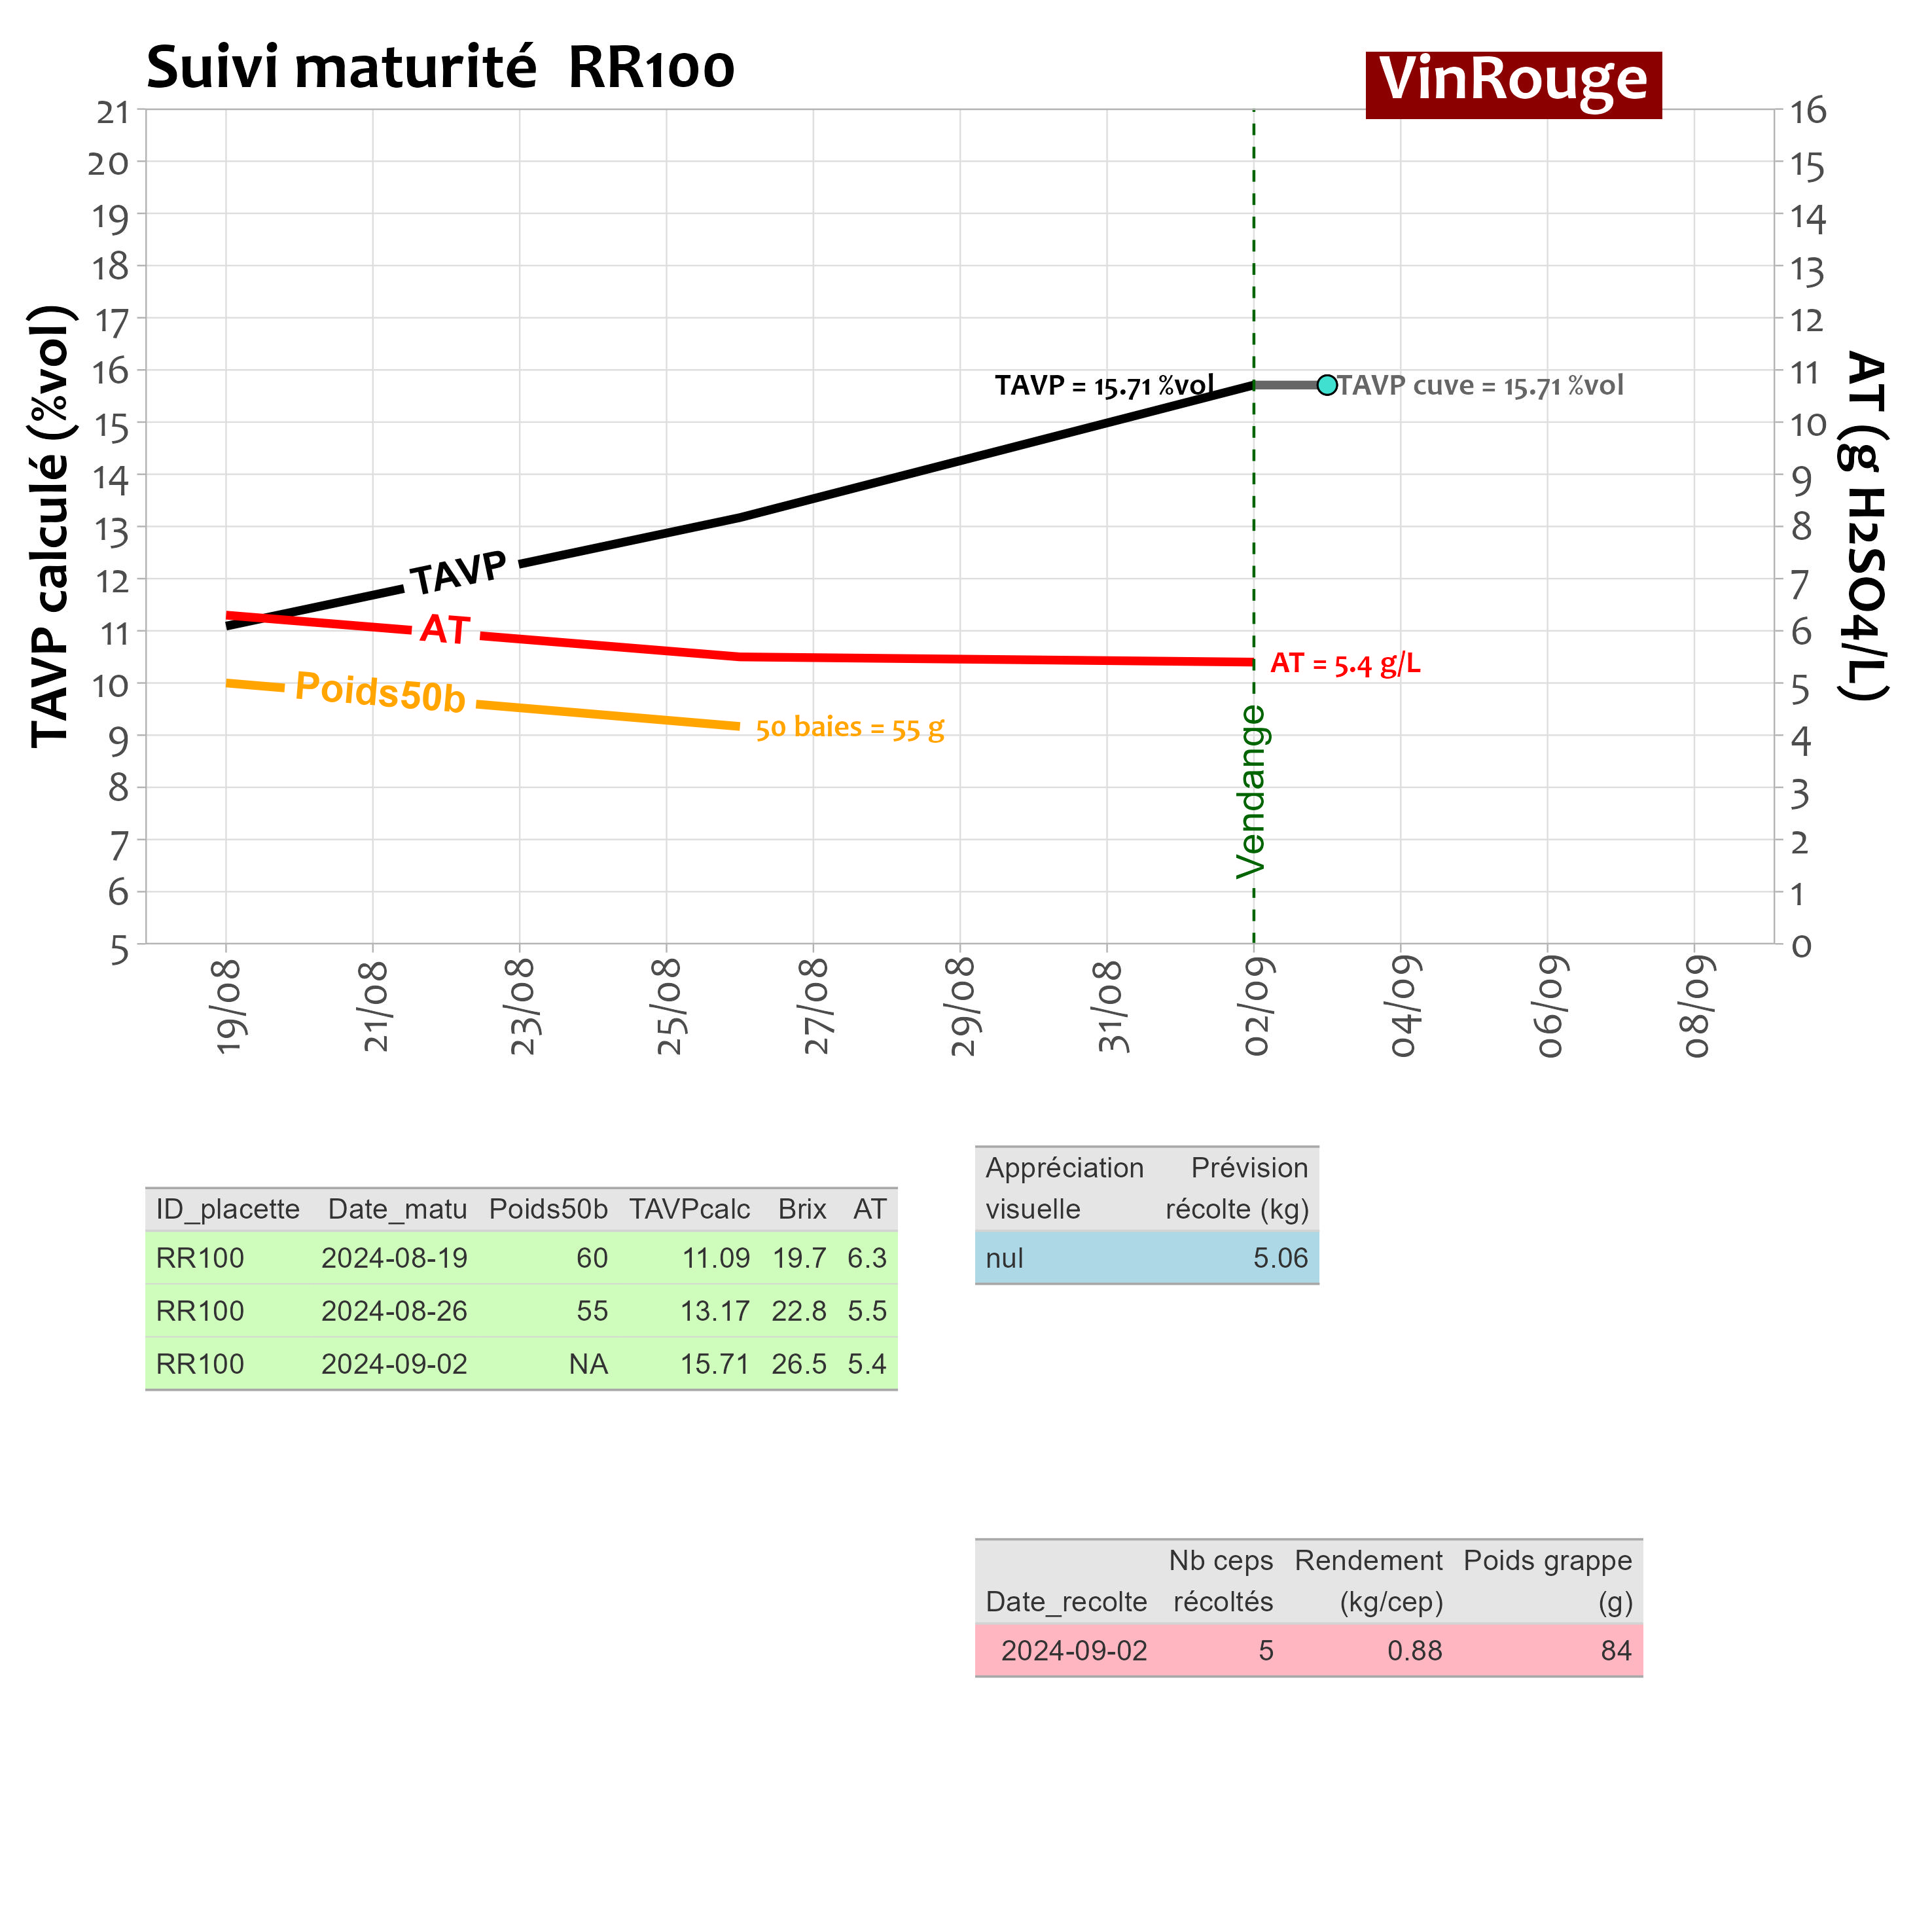 Suivi maturité  RR100
VinRouge
TAVP calculé (%vol)
21
20
19
18
17
16
15
14
13
12
11
10
9
8
7
6
5
16
15
14
13
12
11
10
9
8
7
6
5
4
3
2
1
0
AT (g H2SO4/L)
TAVP = 15.71 %vol
TAVP cuve = 15.71 %vol
TAVP
AT
AT = 5.4 g/L
Poids50b
50 baies = 55 g
Vendange
19/08
21/08
23/08
25/08
27/08
29/08
31/08
02/09
04/09
06/09
08/09
ID_placette Date_matu Poids50b TAVPcalc Brix AT
RR100 2024-08-19 60 11.09 19.7 6.3
RR100 2024-08-26 55 13.17 22.8 5.5
RR100 2024-09-02 NA 15.71 26.5 5.4
Appréciation Prévision
visuelle récolte (kg)
nul 5.06
Nb ceps Rendement Poids grappe
Date_recolte récoltés (kg/cep) (g)
2024-09-02 5 0.88 84